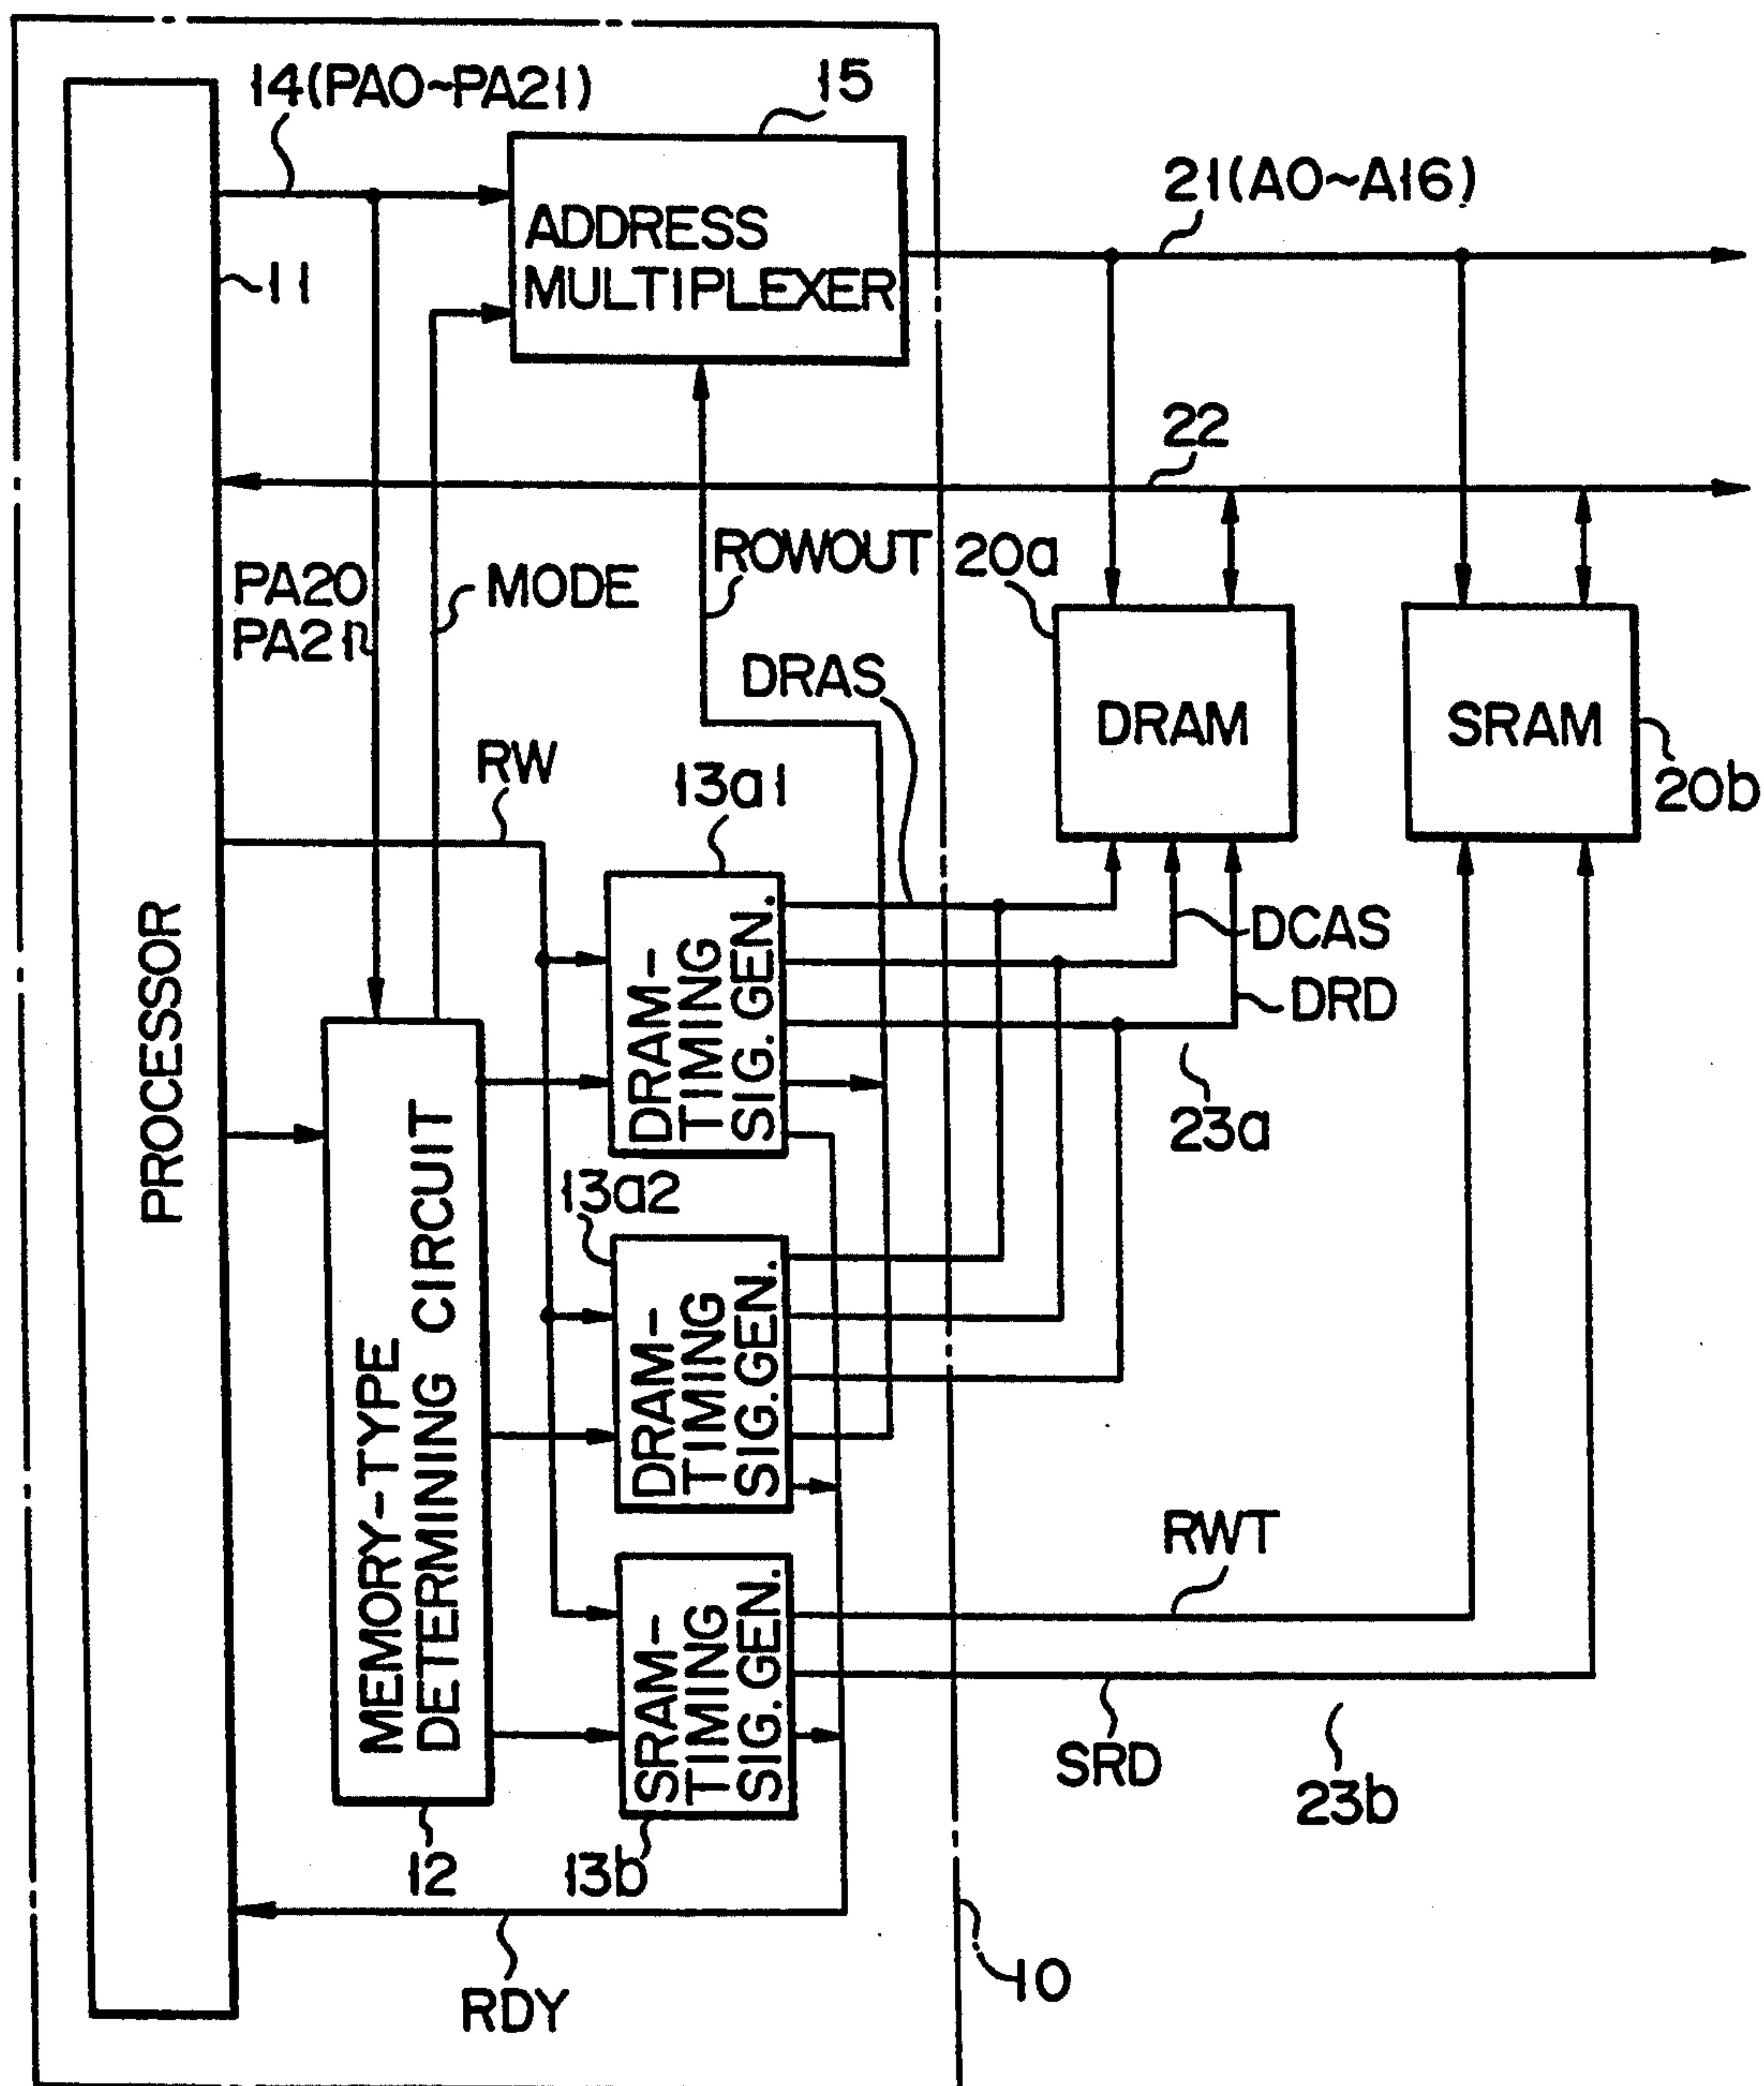 14(PA0~PA21)
15
21(A0~A16)
ADDRESS
MULTIPLEXER
11
22
ROWOUT
20a
PA20
PA21
MODE
DRAS
DRAM
SRAM
20b
RW
13a1
PROCESSOR
DRAM-
TIMING
SIG. GEN.
DCAS
DRD
23a
MEMORY-TYPE
DETERMINING CIRCUIT
13a2
DRAM-
TIMING
SIG.GEN.
SRAM-
TIMING
SIG.GEN.
RWT
SRD
23b
12
13b
10
RDY